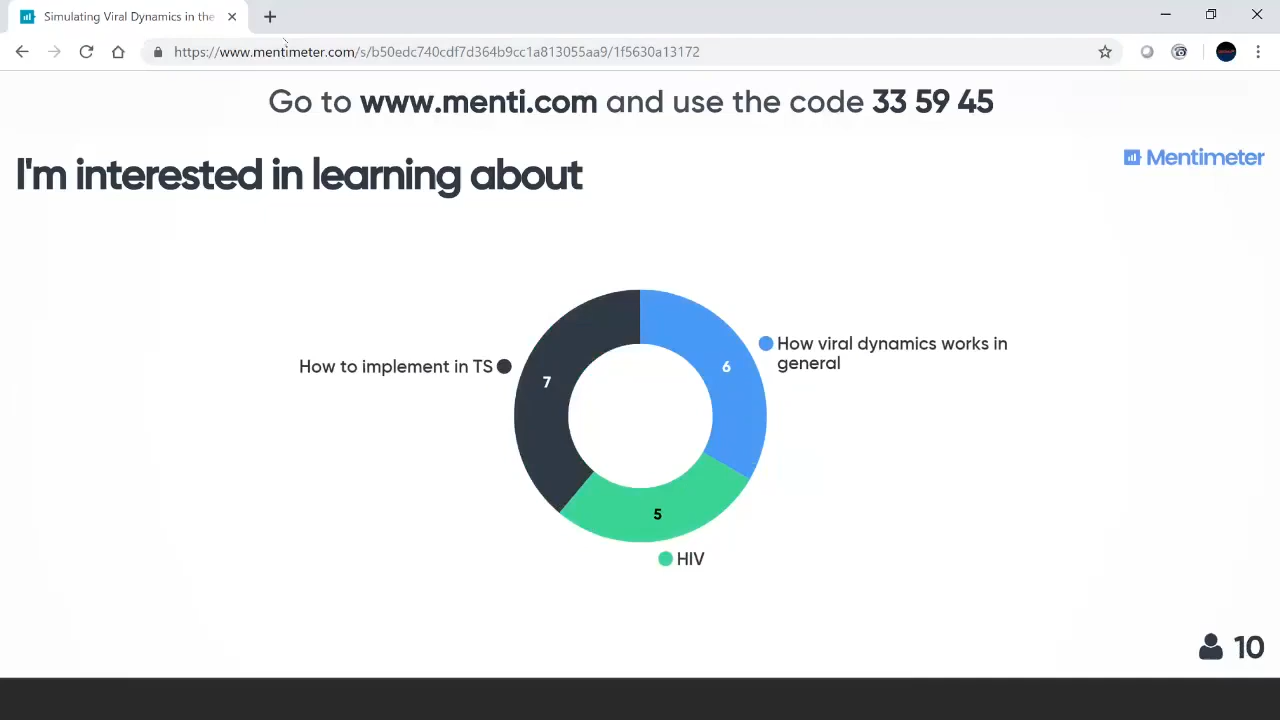 Simulating Viral Dynamics in the
https://www.mentimeter.com/s/b50edc740cdf7d364b9cc1a813055aa9/1f5630a13172
Go to www.menti.com and use the code 33 59 45
Mentimeter
I'm interested in learning about
How viral dynamics works in
general
How to implement in TS
6
7
5
HIV
10